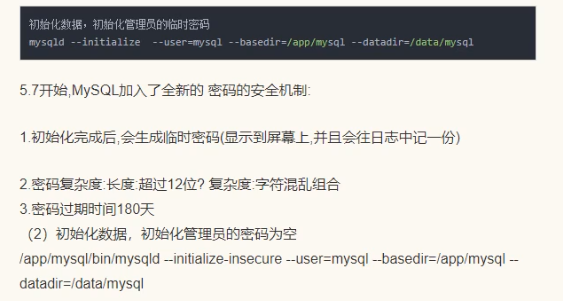 初始化数据，初始化管理员的临时密码
mysqld --initialize  --user=mysql --basedir=/app/mysql --datadir=/data/mysql
5.7开始,MySQL加入了全新的 密码的安全机制:
1.初始化完成后,会生成临时密码(显示到屏幕上,并且会往日志中记一份)
2.密码复杂度:长度:超过12位? 复杂度:字符混乱组合
3.密码过期时间180天
（2）初始化数据，初始化管理员的密码为空
/app/mysql/bin/mysqld --initialize-insecure --user=mysql --basedir=/app/mysql --
datadir=/data/mysql